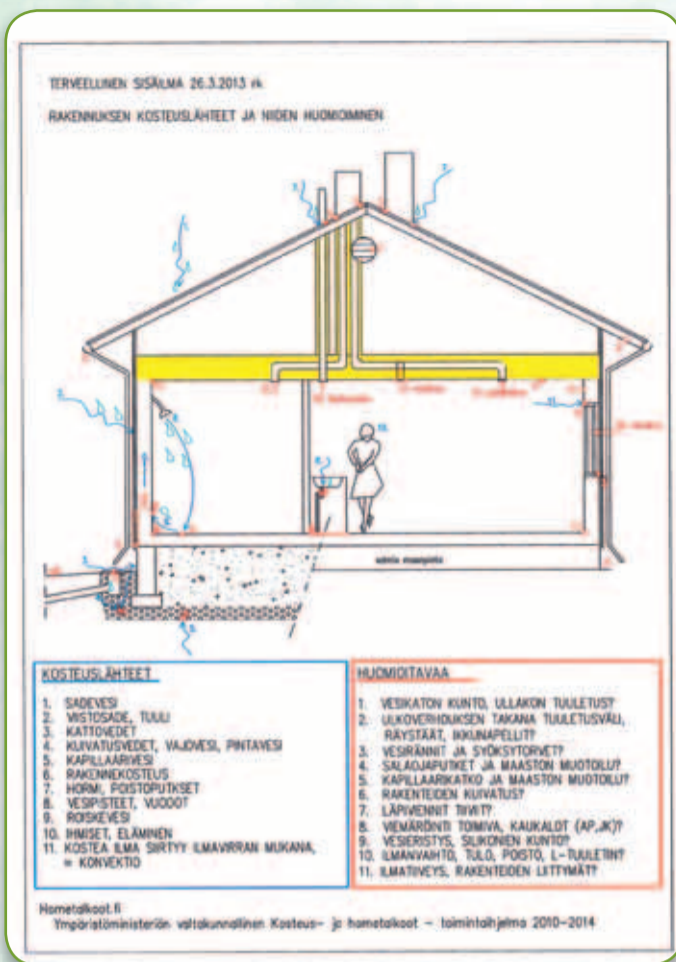 TERVEELLINEN SISÄILMA 26.3.2013 rk
RAKENNUKSEN KOSTEUSLÄHTEET JA NIIDEN HUOMIOIMINEN
KOSTEUSLÄHTEET
1. SADEVESI
2. VIISTOSADE, TUULI
3. KATTOVEDET
4. KUIVATUSVEDET, VAJOVESI, PINTAVESI
5. KAPILLAARIVESI
6. RAKENNEKOSTEUS
7. HORMI, POISTOPUTKSET
8. VESIPISTEET, VUODOT
9. ROISKEVESI
10. IHMISET, ELÄMINEN
11. KOSTEA ILMA SIIRTYY ILMAVIRRAN MUKANA,
= KONVEKTIO
HUOMIOITAVAA
1. VESIKATON KUNTO, ULLAKON TUULETUS?
2. ULKOVERHOUKSEN TAKANA TUULETUSVÄLI,
RÄYSTÄÄT, IKKUNAPELLIT?
3. VESIRÄNNIT JA SYÖKSYTORVET?
4. SALAOJAPUTKET JA MAASTON MUOTOILU?
5. KAPILLAARIKATKO JA MAASTON MUOTOILU?
6. RAKENTEIDEN KUIVATUS?
7. LÄPIVIENNIT TIIVIIT?
8. VIEMÄRÖINTI TOIMIVA, KAUKALOT (AP,JK)?
9. VESIERISTYS, SILIKONIEN KUNTO?
10. ILMANVAIHTO, TULO, POISTO, L-TUULETIN?
11. ILMATIIVEYS, RAKENTEIDEN LIITTYMÄT?
Hometalkoot.fi
Ympäristöministeriön valtakunnallinen Kosteus- ja hometalkoot - toimintaohjelma 2010-2014